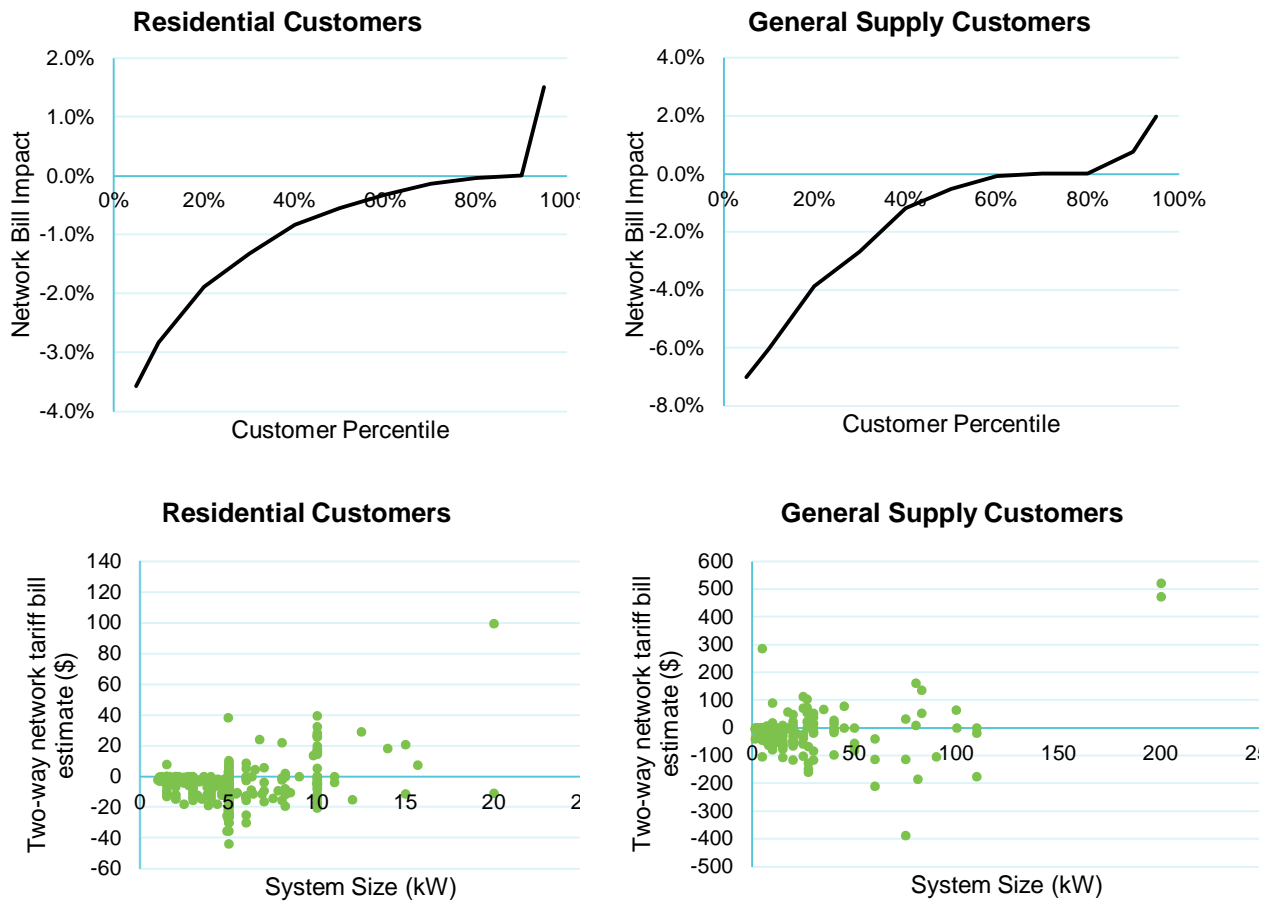 Residential Customers
2.0%
1.0%
0.0%
-1.0%
-2.0%
-3.0%
-4.0%
0% 20% 40% 60% 80% 100%
Network Bill Impact
Customer Percentile
General Supply Customers
4.0%
2.0%
0.0%
-2.0%
-4.0%
-6.0%
-8.0%
0% 20% 40% 60% 80% 100%
Network Bill Impact
Customer Percentile
Residential Customers
140
120
100
80
60
40
20
0
-20
-40
-60
0 5 10 15 20 2
Two-way network tariff bill
estimate ($)
System Size (kW)
General Supply Customers
600
500
400
300
200
100
0
-100
-200
-300
-400
-500
0 50 100 150 200 25
Two-way network tariff bill
estimate ($)
System Size (kW)